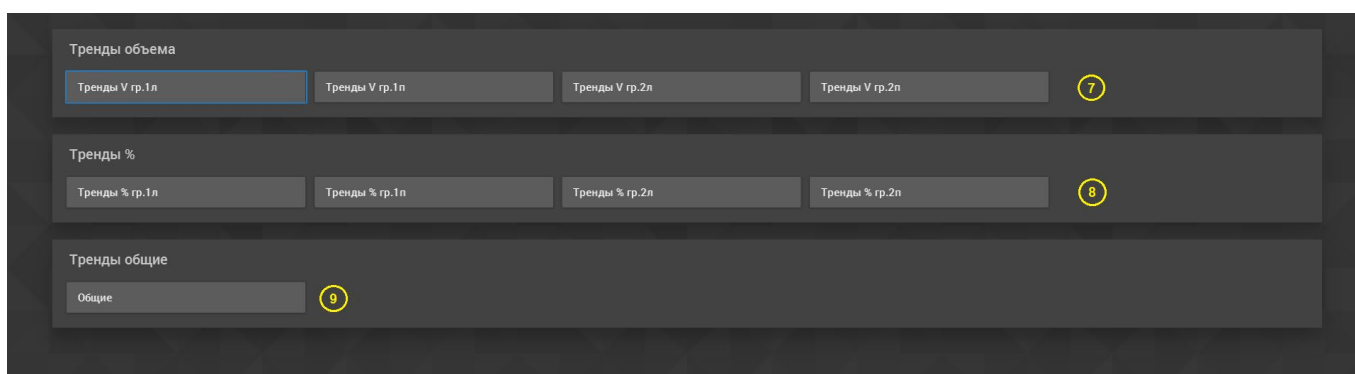 Тренды объема
Тренды V гр.1л Тренды V гр.1п Тренды V гр.2л Тренды V гр.2п 7
Тренды %
Тренды % гр.1л Тренды % гр.1п Тренды % гр.2л Тренды % гр.2п 8
Тренды общие
Общие 9